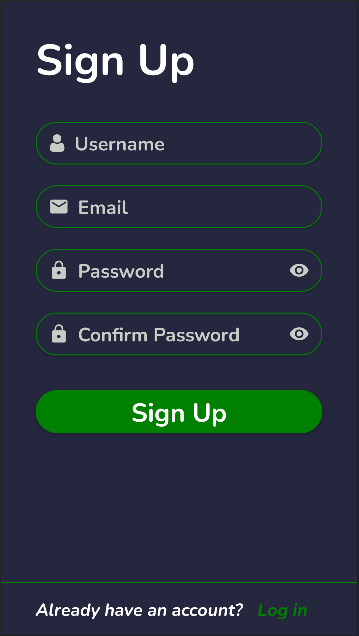 Sign Up
Username
Email
Password
Confirm Password
Sign Up
Already have an account? Log in